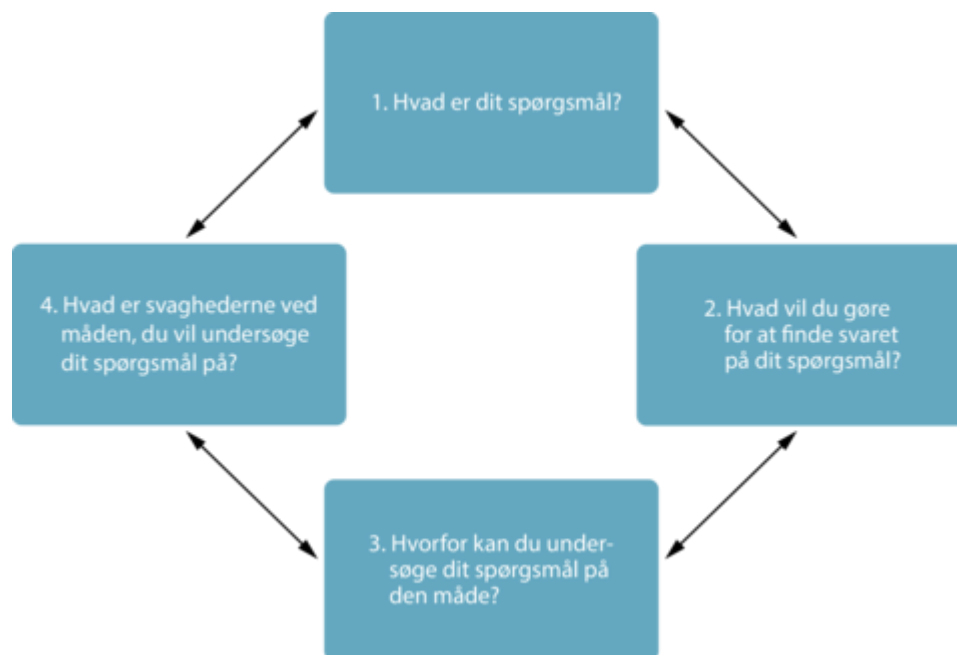 1. Hvad er dit spørgsmål?
2. Hvad vil du gøre
for at finde svaret
på dit spørgsmål?
3. Hvorfor kan du under-
søge dit spørgsmål på
den måde?
4. Hvad er svaghederne ved
måden, du vil undersøge
dit spørgsmål på?